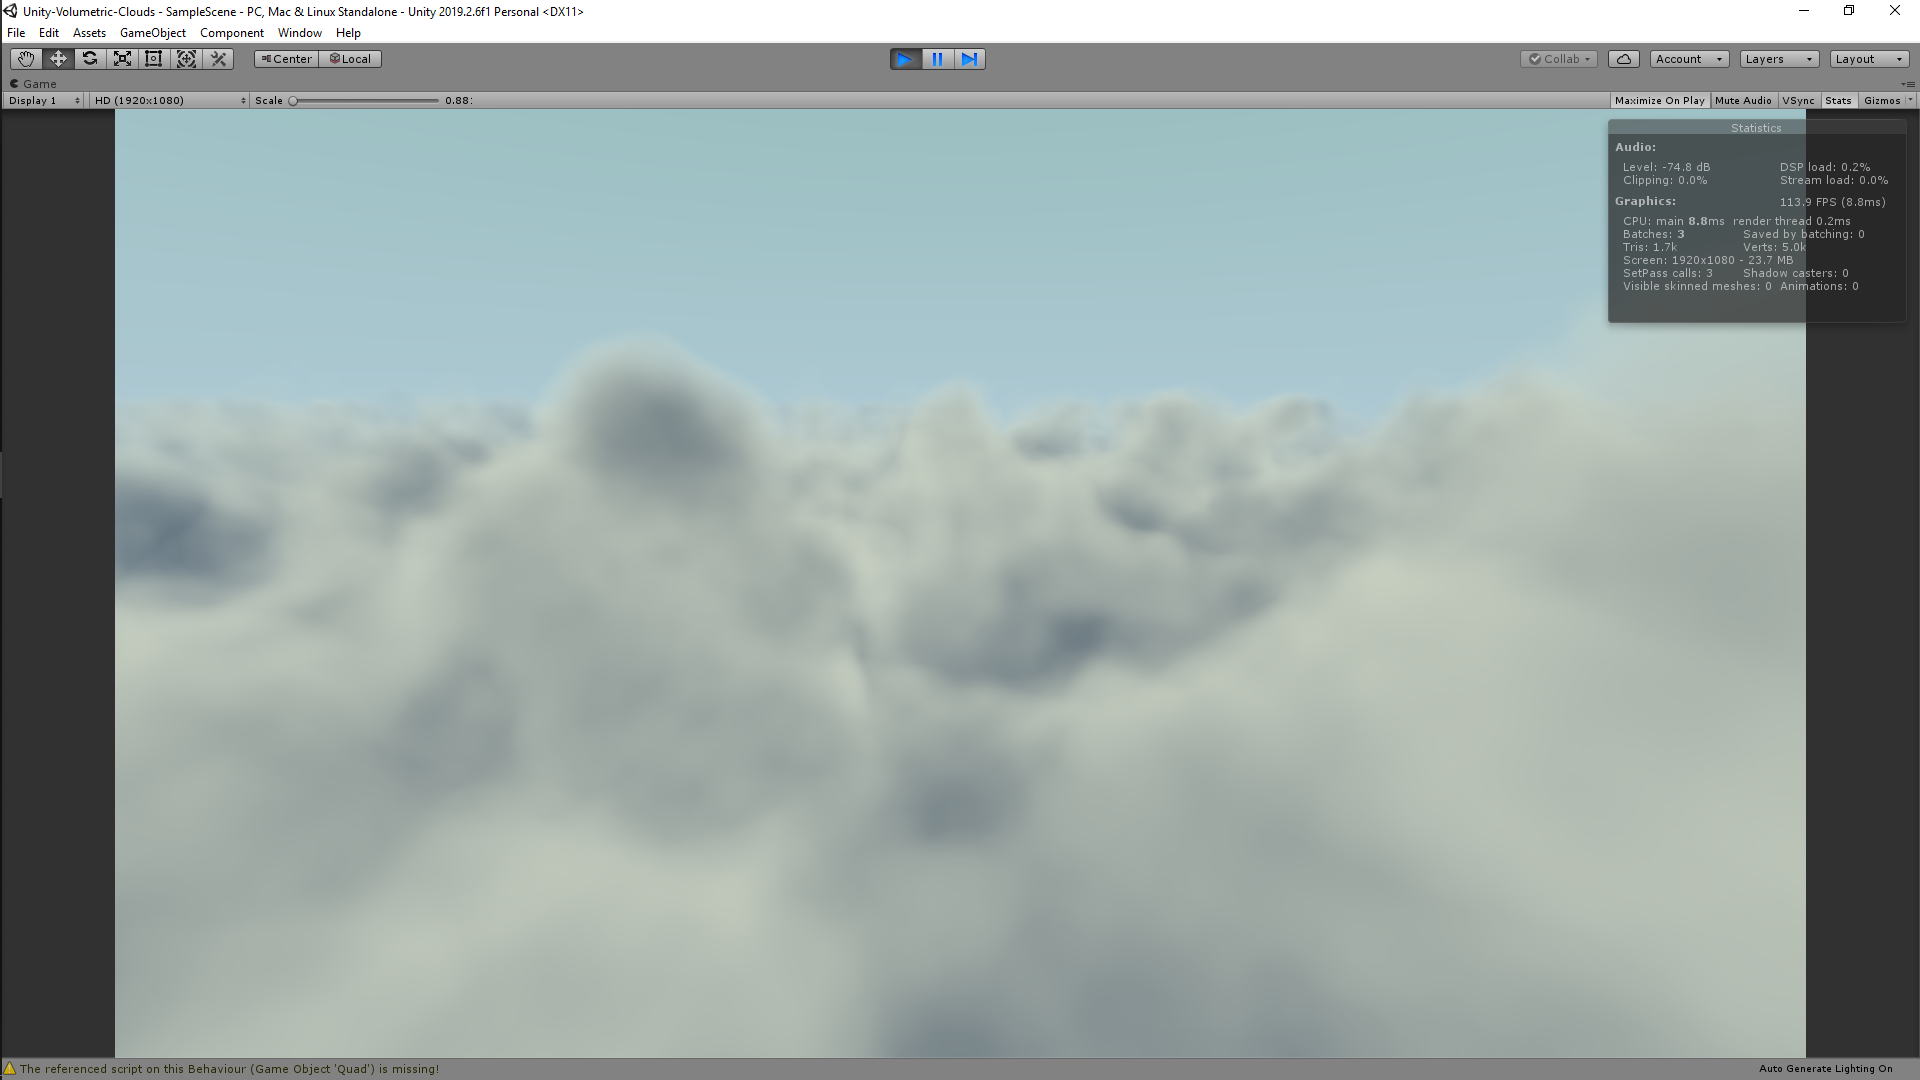 Unity-Volumetric-Clouds - SampleScene - PC, Mac & Linux Standalone - Unity 2019.2.6f1 Personal <DX11>
File Edit Assets GameObject Component Window Help
Center Local Collab Account Layers Layout
Game
Display 1 HD (1920x1080) Scale 0.88: Maximize On Play Mute Audio VSync Stats Gizmos
Statistics
Audio:
Level: -74.8 dB DSP load: 0.2%
Clipping: 0.0% Stream load: 0.0%
Graphics: 113.9 FPS (8.8ms)
CPU: main 8.8ms render thread 0.2ms
Batches: 3 Saved by batching: 0
Tris: 1.7k Verts: 5.0k
Screen: 1920x1080 - 23.7 MB
SetPass calls: 3 Shadow casters: 0
Visible skinned meshes: 0 Animations: 0
The referenced script on this Behaviour (Game Object 'Quad') is missing! Auto Generate Lighting On